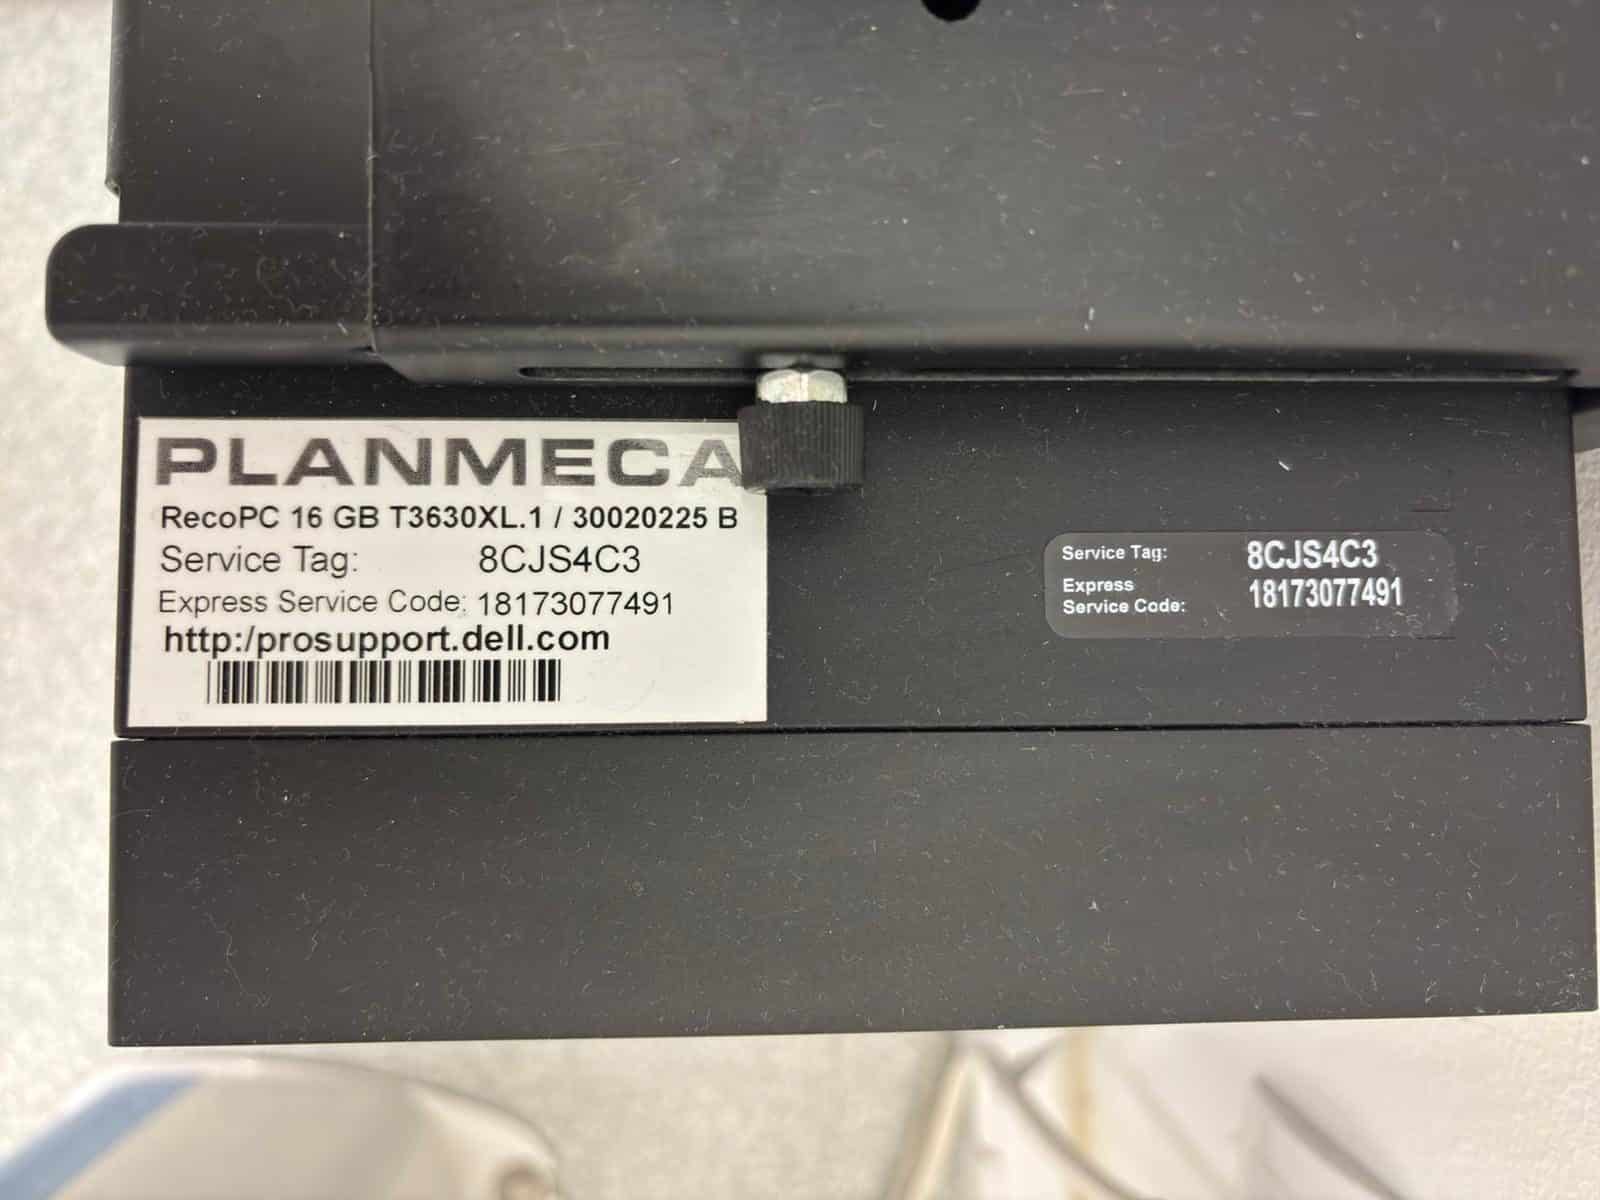 PLANMECA
RecoPC 16 GB T3630XL.1 / 30020225 B
Service Tag: 8CJS4C3
Express Service Code: 18173077491
http:/prosupport.dell.com
Service Tag: 8CJS4C3
Express
Service Code: 18173077491